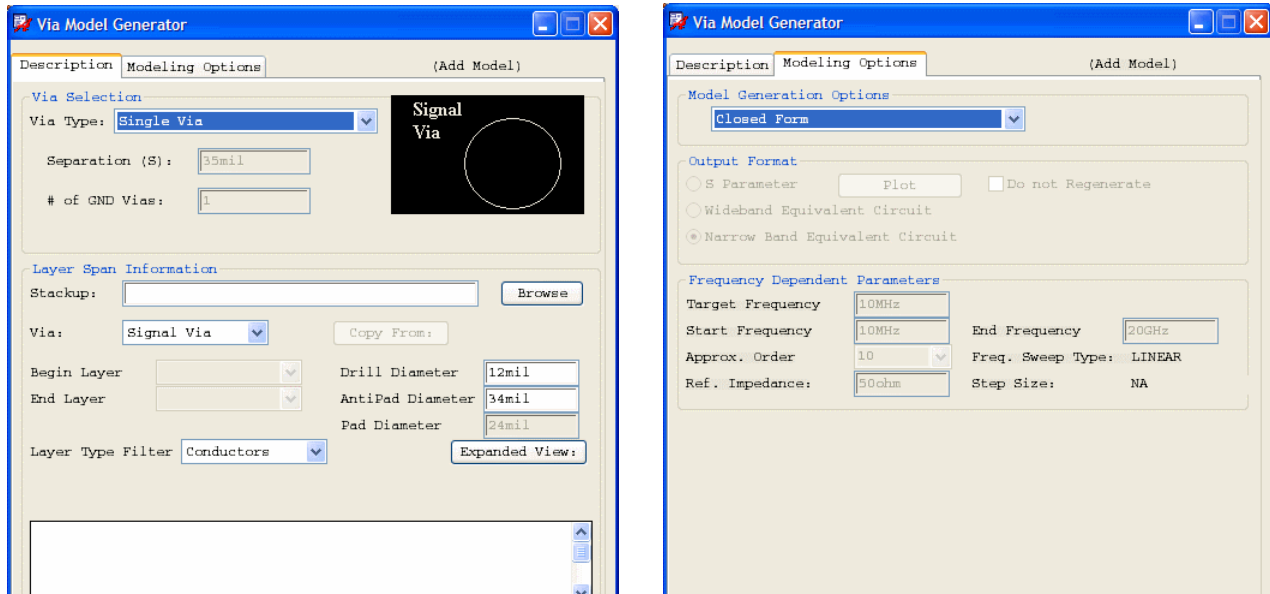 Via Model Generator
Description Modeling Options (Add Model)
Via Selection
Via Type: Single Via
Signal
Via
Separation (S): 35mil
# of GND Vias: 1
Layer Span Information
Stackup: Browse
Via: Signal Via Copy From:
Begin Layer Drill Diameter 12mil
End Layer AntiPad Diameter 34mil
Pad Diameter 24mil
Layer Type Filter Conductors Expanded View:
Via Model Generator
Description Modeling Options (Add Model)
Model Generation Options
Closed Form
Output Format
S Parameter Plot Do not Regenerate
Wideband Equivalent Circuit
Narrow Band Equivalent Circuit
Frequency Dependent Parameters
Target Frequency 10MHz
Start Frequency 10MHz End Frequency 20GHz
Approx. Order 10 Freq. Sweep Type: LINEAR
Ref. Impedance: 50ohm Step Size: NA